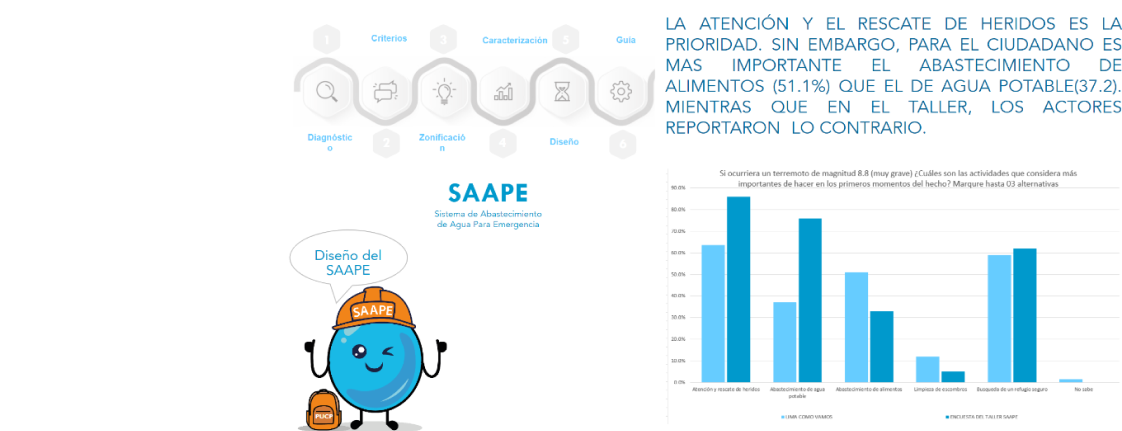 1
Criterios
3
Caracterización
5
Guia
Diagnóstic
o
2
Zonificació
n
4
Diseño
6
SAAPE
Sistema de Abastecimiento
de Agua Para Emergencia
Diseño del
SAAPE
SAAPE
PUCP
LA ATENCIÓN Y EL RESCATE DE HERIDOS ES LA
PRIORIDAD. SIN EMBARGO, PARA EL CIUDADANO ES
MAS IMPORTANTE EL ABASTECIMIENTO DE
ALIMENTOS (51.1%) QUE EL DE AGUA POTABLE(37.2).
MIENTRAS QUE EN EL TALLER, LOS ACTORES
REPORTARON LO CONTRARIO.
Si ocurriera un terremoto de magnitud 8.8 (muy grave) ¿Cuáles son las actividades que considera más
importantes de hacer en los primeros momentos del hecho? Marque hasta 03 alternativas
90.0%
80.0%
70.0%
60.0%
50.0%
40.0%
30.0%
20.0%
10.0%
0.0%
Atención y rescate de heridos
Abastecimiento de agua
potable
Abastecimiento de alimentos
Limpieza de escombros
Búsqueda de un refugio seguro
No sabe
LIMA COMO VAMOS
ENCUESTA DEL TALLER SAAPE